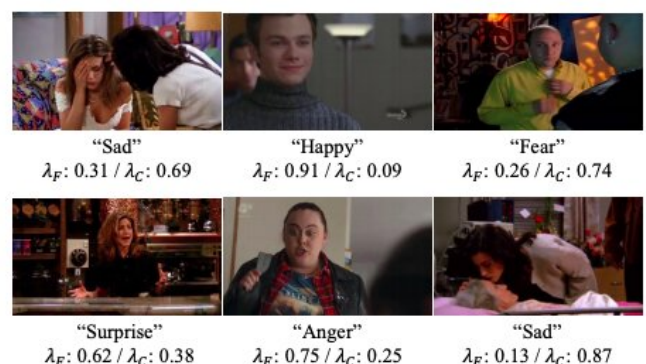 “Sad” “Happy” “Fear”
λF: 0.31 / λC: 0.69 λF: 0.91 / λC: 0.09 λF: 0.26 / λC: 0.74
“Surprise” “Anger” “Sad”
λF: 0.62 / λC: 0.38 λF: 0.75 / λC: 0.25 λF: 0.13 / λC: 0.87